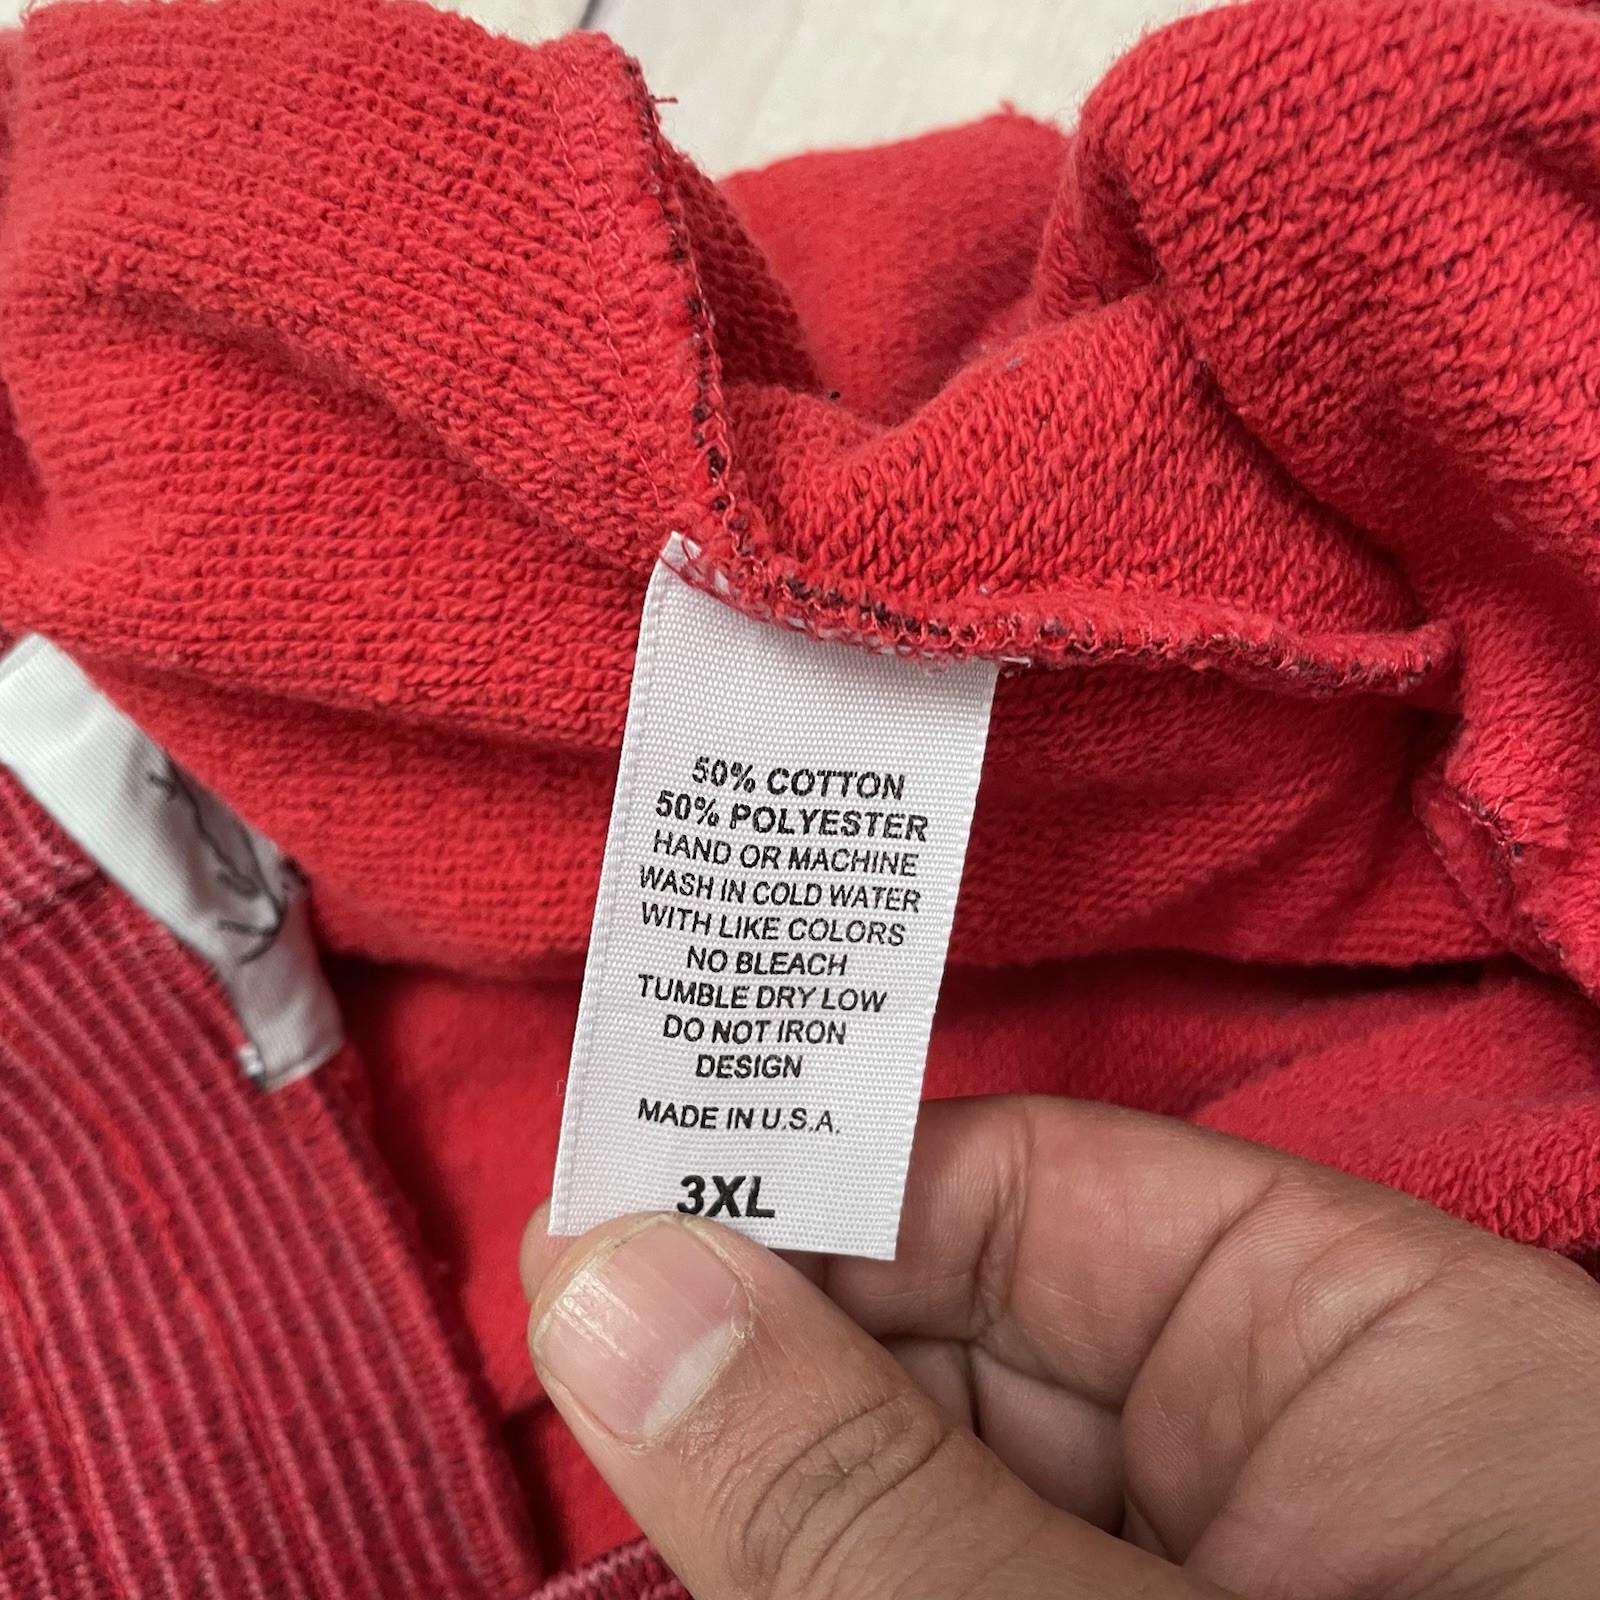 50% COTTON
50% POLYESTER
HAND OR MACHINE
WASH IN COLD WATER
WITH LIKE COLORS
NO BLEACH
TUMBLE DRY LOW
DO NOT IRON
DESIGN
MADE IN U.S.A.
3XL